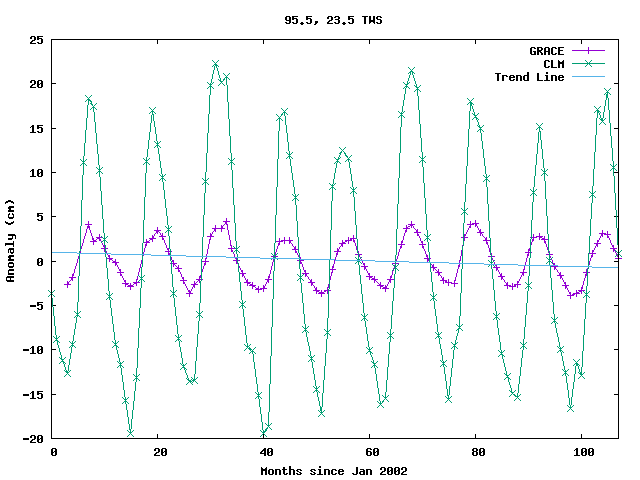 95.5, 23.5 TWS
GRACE
CLM
Trend Line
Anomaly (cm)
25
20
15
10
5
0
-5
-10
-15
-20
0 20 40 60 80 100
Months since Jan 2002